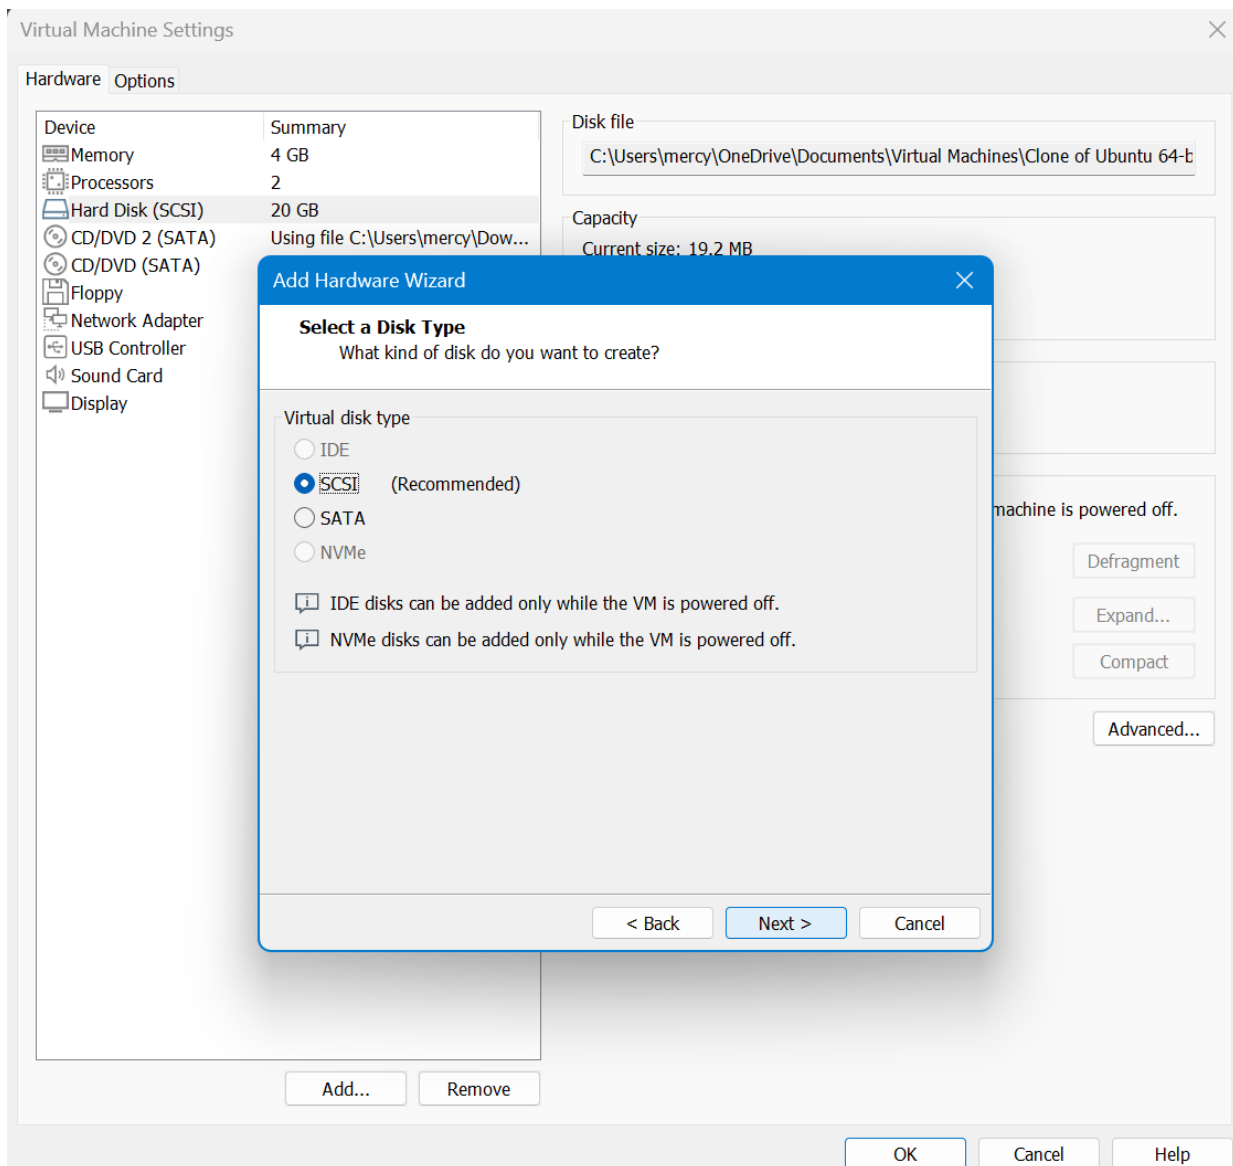 Virtual Machine Settings
Hardware Options
Device Summary
Memory 4 GB
Processors 2
Hard Disk (SCSI) 20 GB
CD/DVD 2 (SATA) Using file C:\Users\mercy\Dow...
CD/DVD (SATA)
Floppy
Network Adapter
USB Controller
Sound Card
Display
Add... Remove
Disk file
C:\Users\mercy\OneDrive\Documents\Virtual Machines\Clone of Ubuntu 64-b
Capacity
Current size: 19.2 MB
machine is powered off.
Defragment
Expand...
Compact
Advanced...
Add Hardware Wizard
Select a Disk Type
What kind of disk do you want to create?
Virtual disk type
IDE
SCSI (Recommended)
SATA
NVMe
IDE disks can be added only while the VM is powered off.
NVMe disks can be added only while the VM is powered off.
< Back Next > Cancel
OK Cancel Help